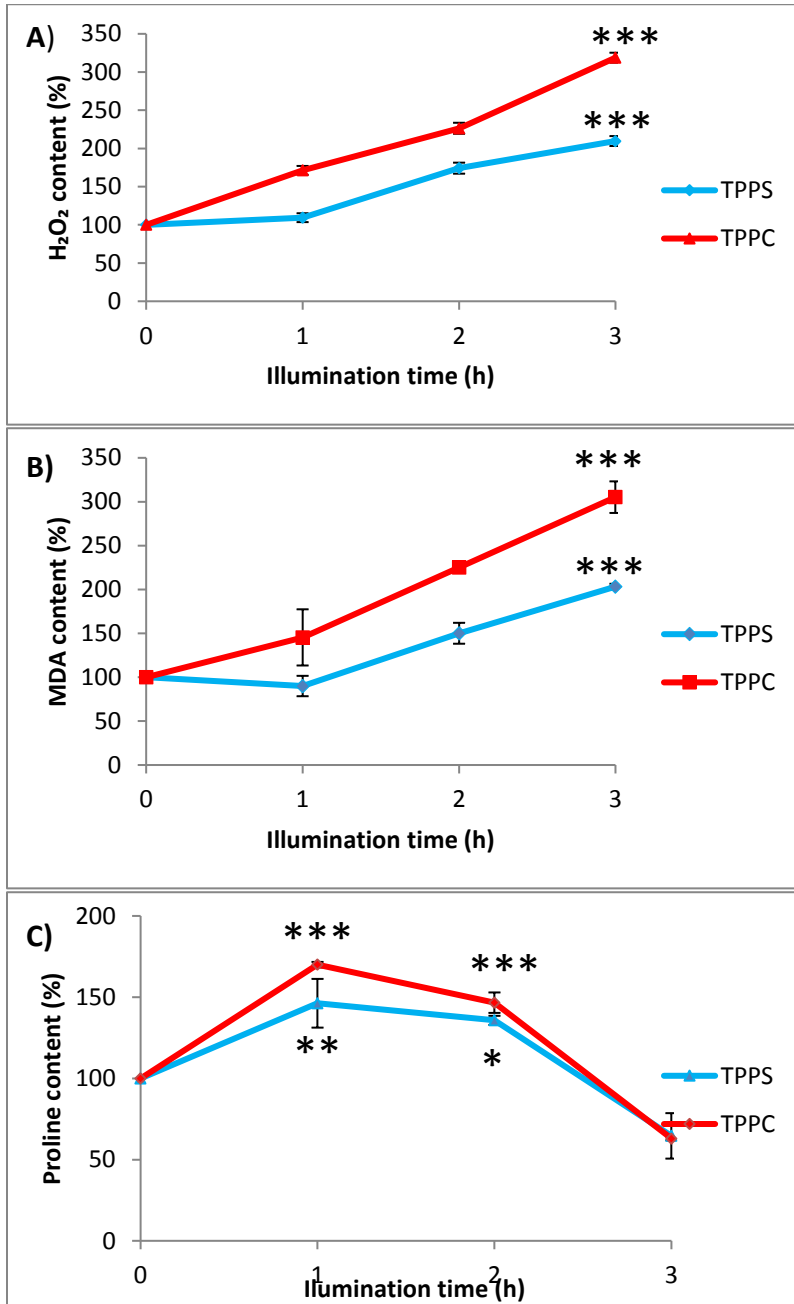 A)
H₂O₂ content (%)
350
300
250
200
150
100
50
0
***
***
0 1 2 3
Illumination time (h)
TPPS
TPPC
B)
MDA content (%)
350
300
250
200
150
100
50
0
***
***
0 1 2 3
Illumination time (h)
TPPS
TPPC
C)
Proline content (%)
200
150
100
50
0
***
***
**
*
0 1 2 3
Ilumination time (h)
TPPS
TPPC